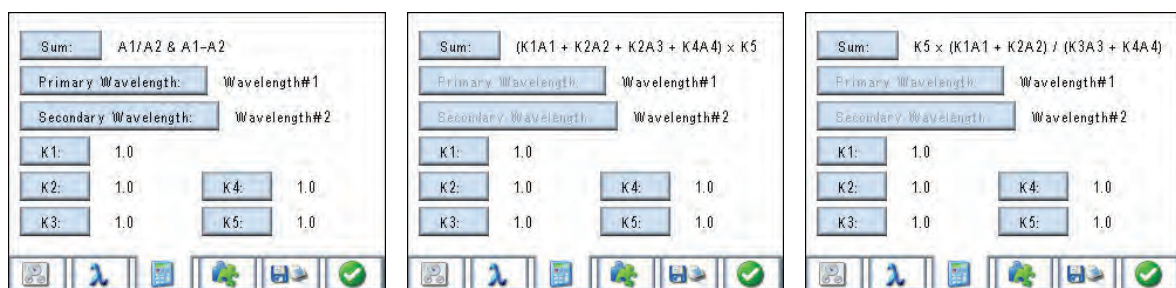 Sum: A1/A2 & A1–A2
Primary Wavelength: Wavelength#1
Secondary Wavelength: Wavelength#2
K1: 1.0
K2: 1.0 K4: 1.0
K3: 1.0 K5: 1.0
λ
Sum: (K1A1 + K2A2 + K2A3 + K4A4) x K5
Primary Wavelength: Wavelength#1
Secondary Wavelength: Wavelength#2
K1: 1.0
K2: 1.0 K4: 1.0
K3: 1.0 K5: 1.0
λ
Sum: K5 x (K1A1 + K2A2) / (K3A3 + K4A4)
Primary Wavelength: Wavelength#1
Secondary Wavelength: Wavelength#2
K1: 1.0
K2: 1.0 K4: 1.0
K3: 1.0 K5: 1.0
λ